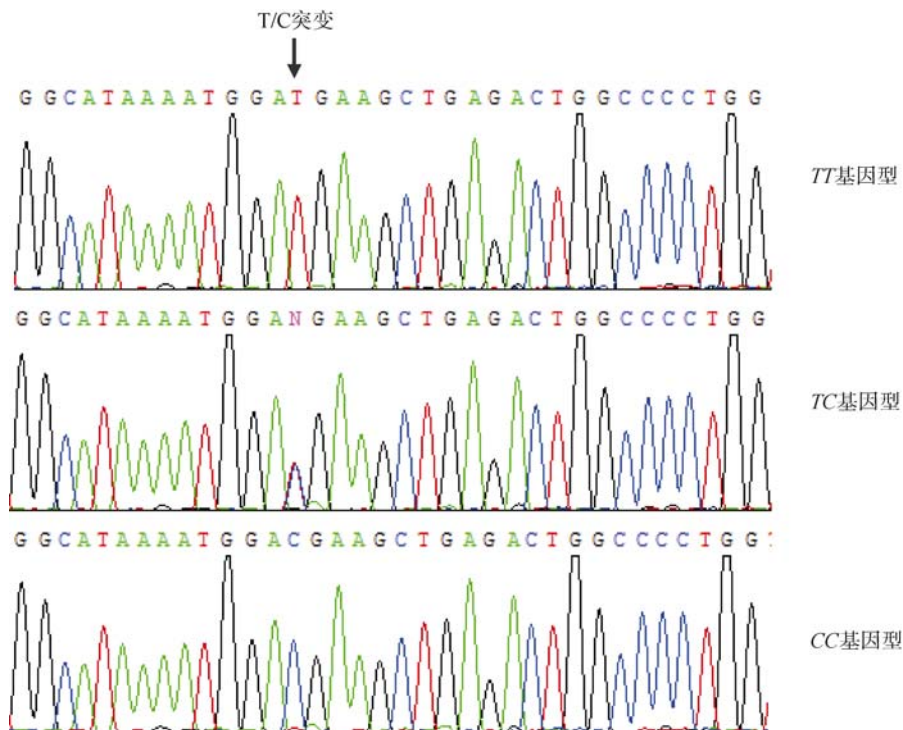 T/C突变
G G C A T A A A A T G G A T G A A G C T G A G A C T G G C C C C T G G
TT基因型
G G C A T A A A A T G G A N G A A G C T G A G A C T G G C C C C T G G
TC基因型
G G C A T A A A A T G G A C G A A G C T G A G A C T G G C C C C T G G
CC基因型